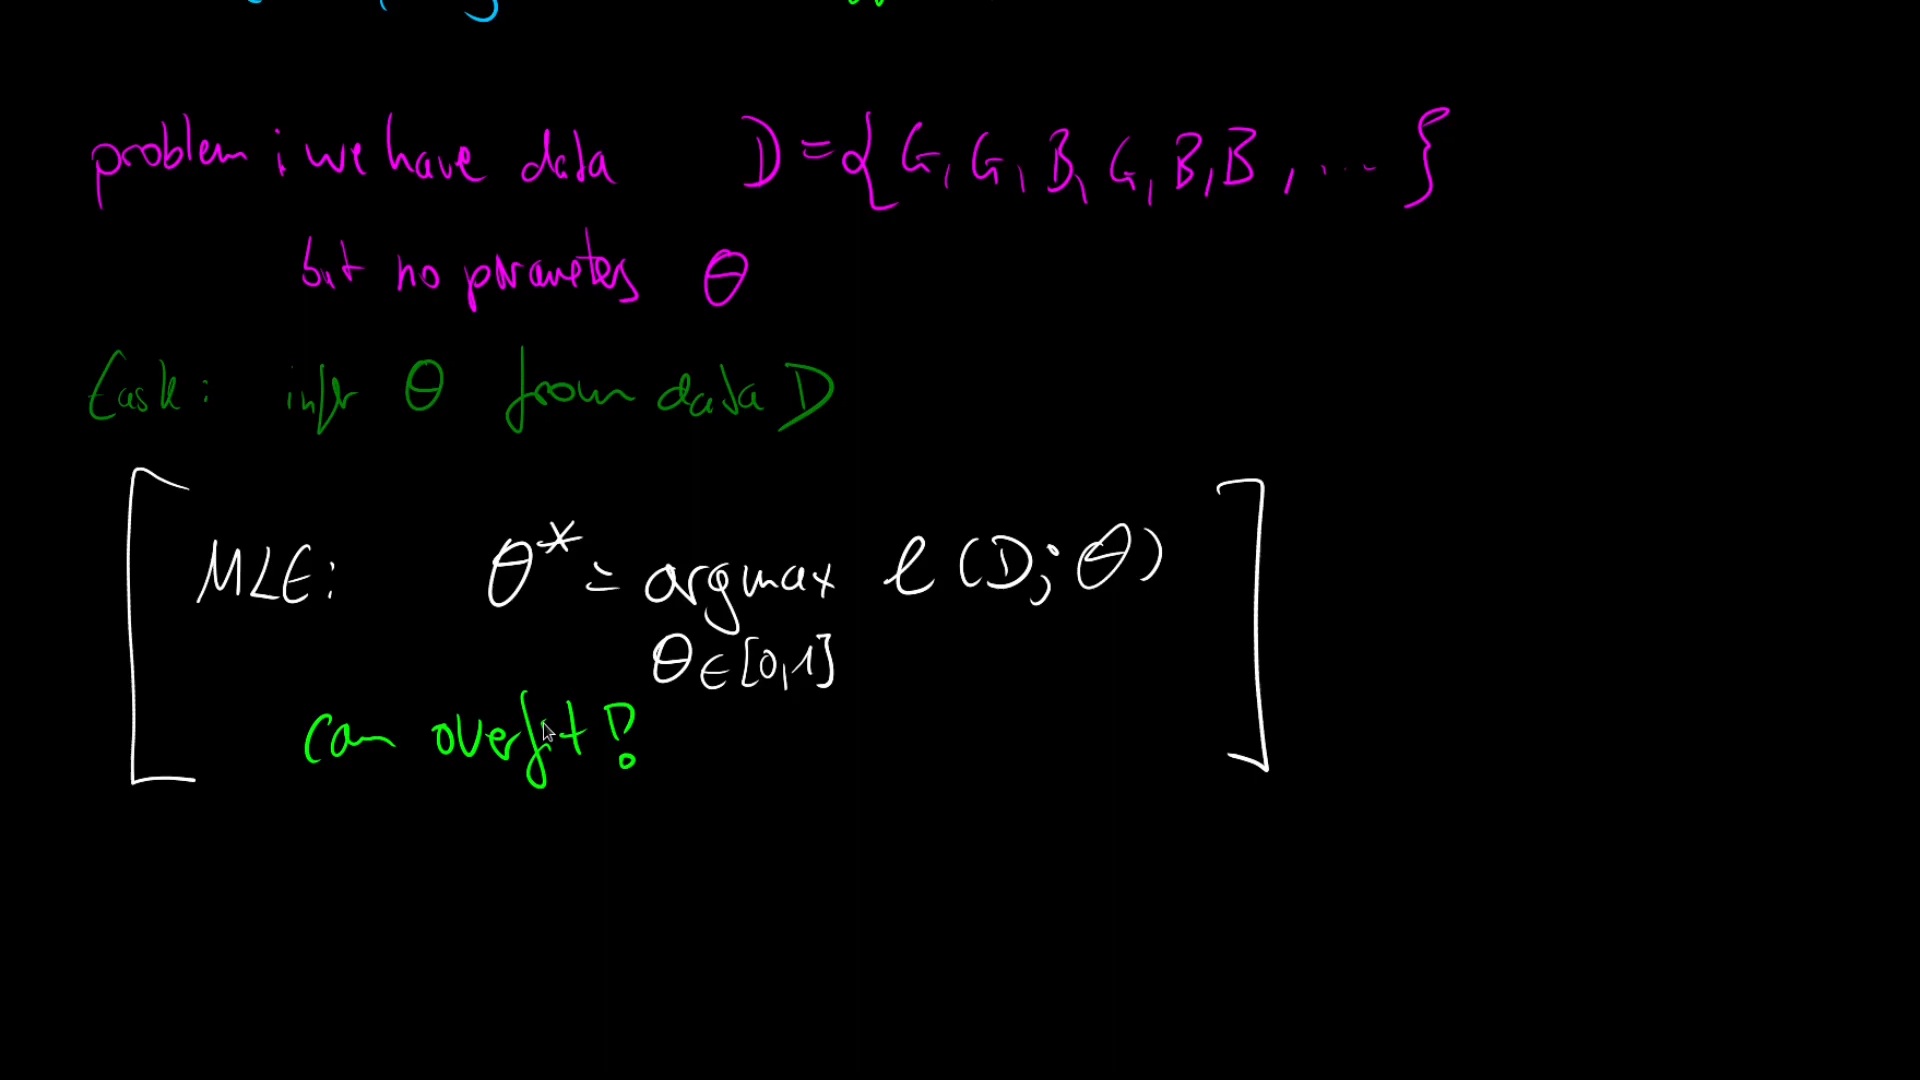 problem: we have data D = { G, G, B, G, B, B, ... }
but no parameters θ
Task: infer θ from data D
MLE: θ* = argmax ℓ(D; θ)
θ∈[0,1]
can overfit!